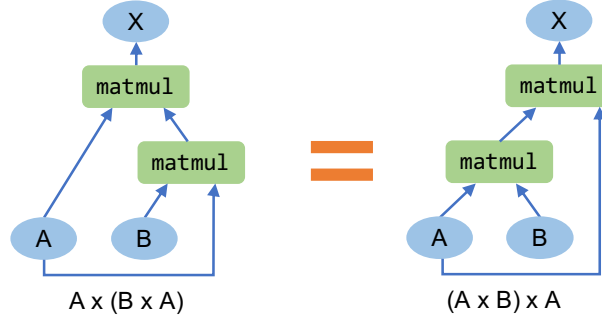 X
matmul
matmul
A
B
A x (B x A)
X
matmul
matmul
A
B
(A x B) x A